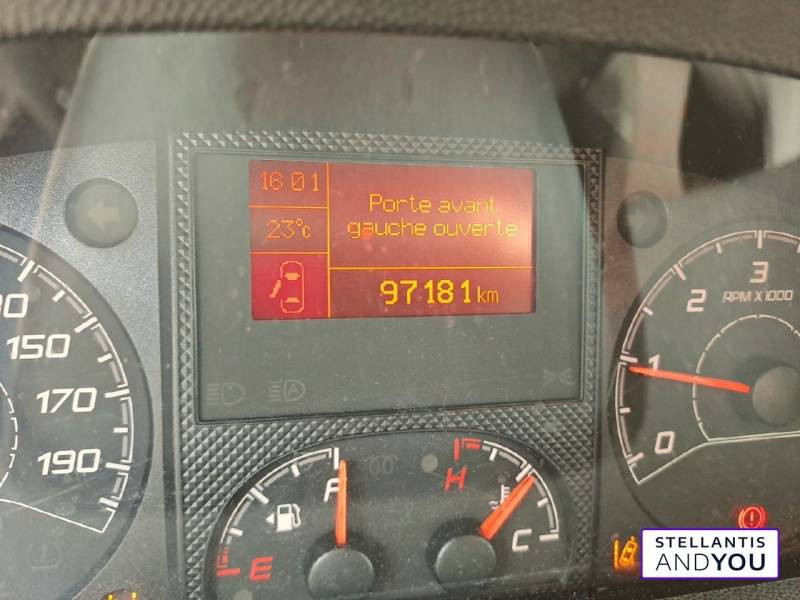 16 01
Porte avant
gauche ouverte
23°c
97181 km
150
170
190
3
2
RPM X 1000
1
0
F
E
H
C
A
STELLANTIS
ANDYOU